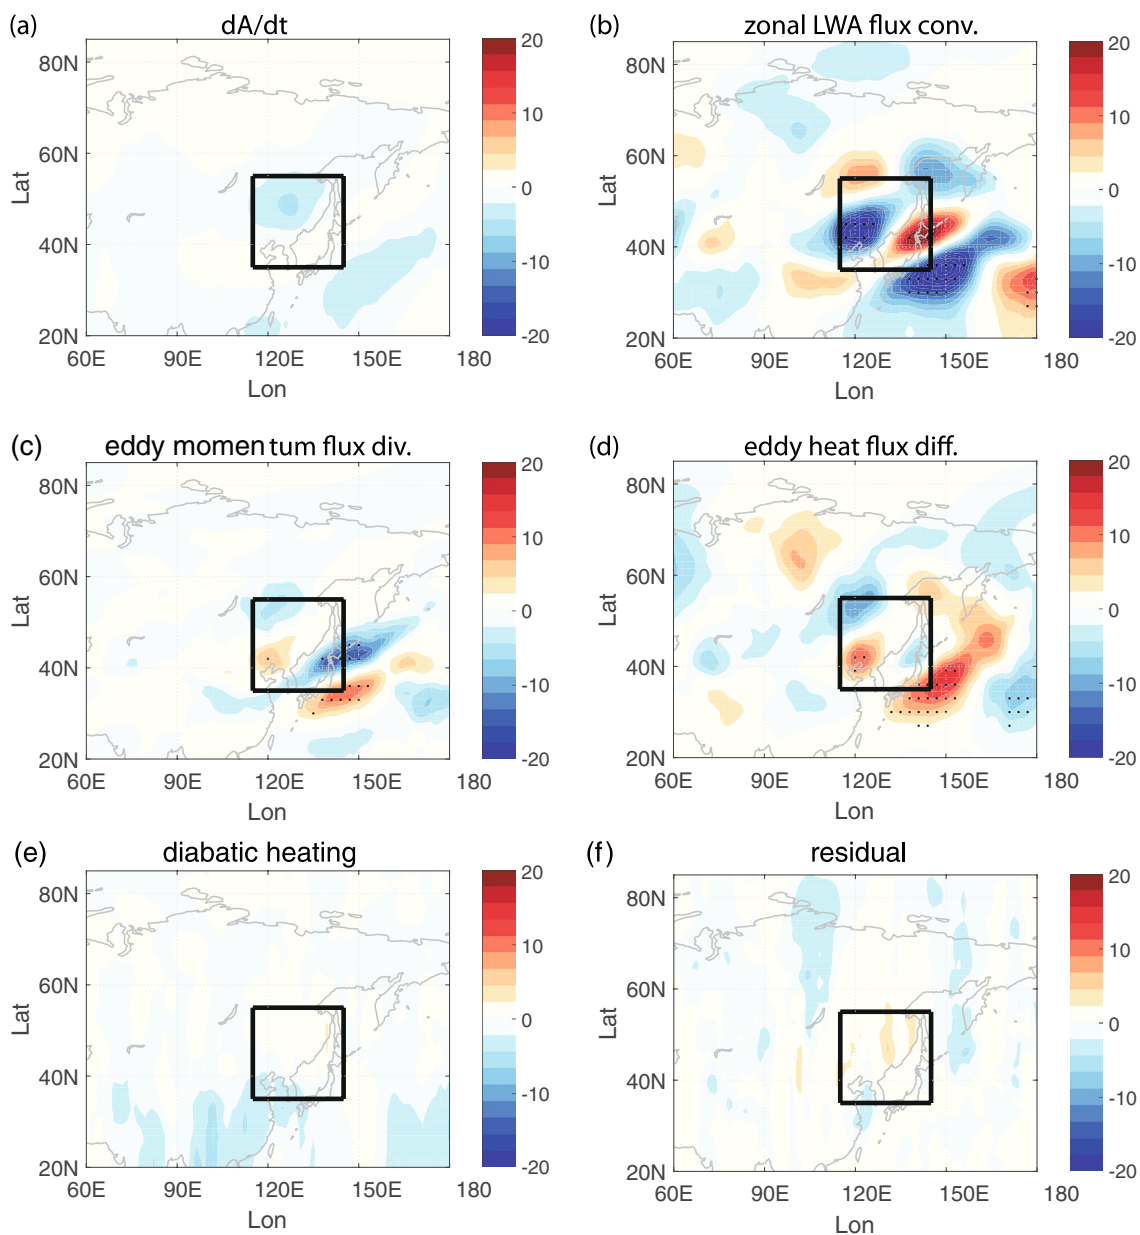 (a) dA/dt
80N
60N
40N
20N
60E 90E 120E 150E 180
Lat
Lon
20
10
0
-10
-20
(b) zonal LWA flux conv.
80N
60N
40N
20N
60E 90E 120E 150E 180
Lat
Lon
20
10
0
-10
-20
(c) eddy momen tum flux div.
80N
60N
40N
20N
60E 90E 120E 150E 180
Lat
Lon
20
10
0
-10
-20
(d) eddy heat flux diff.
80N
60N
40N
20N
60E 90E 120E 150E 180
Lat
Lon
20
10
0
-10
-20
(e) diabatic heating
80N
60N
40N
20N
60E 90E 120E 150E 180
Lat
Lon
20
10
0
-10
-20
(f) residual
80N
60N
40N
20N
60E 90E 120E 150E 180
Lat
Lon
20
10
0
-10
-20